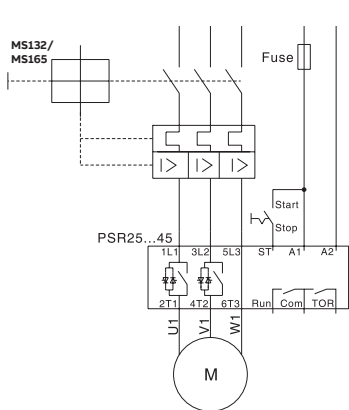 MS132/
MS165
Fuse
I> I> I>
Start
Stop
PSR25...45
1L1 3L2 5L3 ST A1 A2
2T1 4T2 6T3 Run Com TOR
U1 V1 W1
M